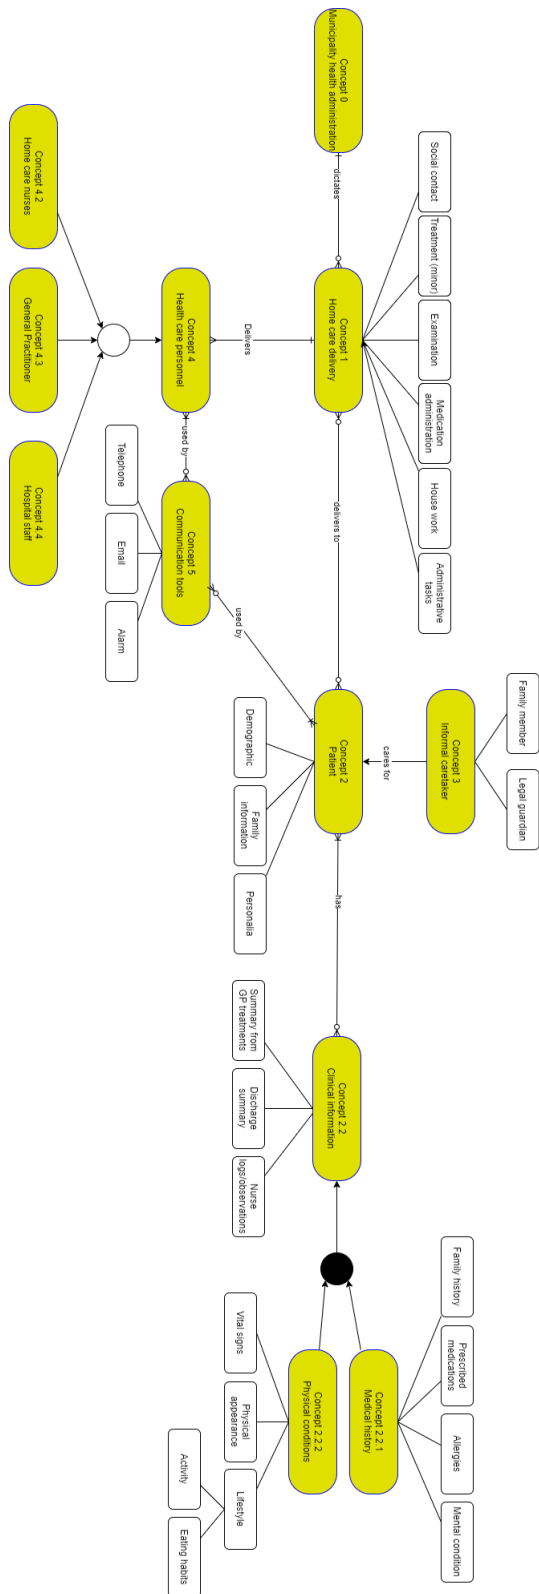 Concept 0
Municipality health
administration
dictates
Social contact
Treatment (minor)
Examination
Medication
administration
House work
Administrative
tasks
Concept 1
Home care delivery
Delivers
delivers to
Concept 4
Health care personnel
Concept 4.2
Home care nurses
Concept 4.3
General Practitioner
Concept 4.4
Hospital staff
used by
Concept 5
Communication tools
Telephone
Email
Alarm
used by
Family member
Legal guardian
Concept 3
Informal caretaker
cares for
Concept 2
Patient
Demographic
Family
information
Personalia
has
Concept 2.2
Clinical information
Summary from
GP treatments
Discharge
summary
Nurse
logs/observations
Family history
Prescribed
medications
Allergies
Mental condition
Concept 2.2.1
Medical history
Concept 2.2.2
Physical conditions
Vital signs
Physical
appearance
Lifestyle
Activity
Eating habits